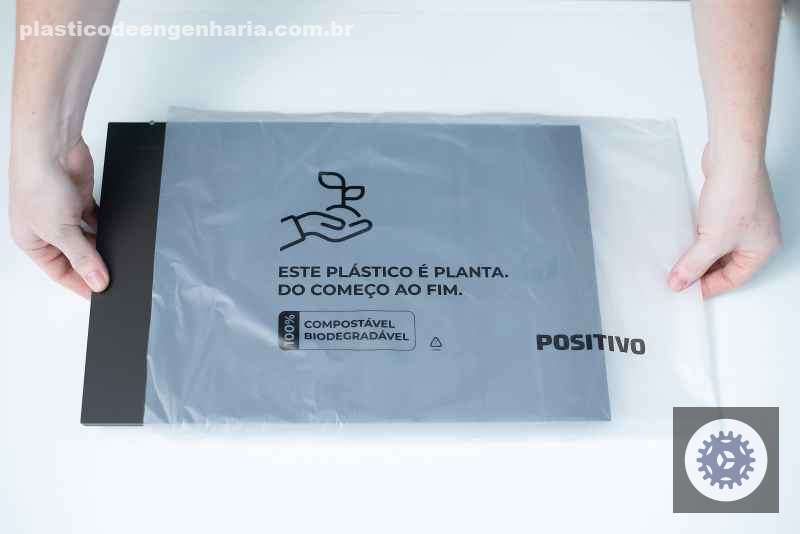 plasticodeengenharia.com.br
ESTE PLÁSTICO É PLANTA.
DO COMEÇO AO FIM.
100%
COMPOSTÁVEL
BIODEGRADÁVEL
POSITIVO